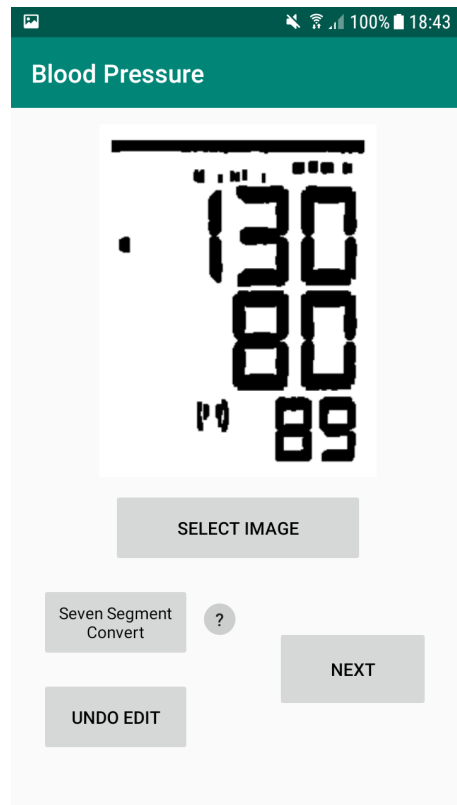 100% 18:43
Blood Pressure
130
80
89
SELECT IMAGE
Seven Segment
Convert
?
NEXT
UNDO EDIT